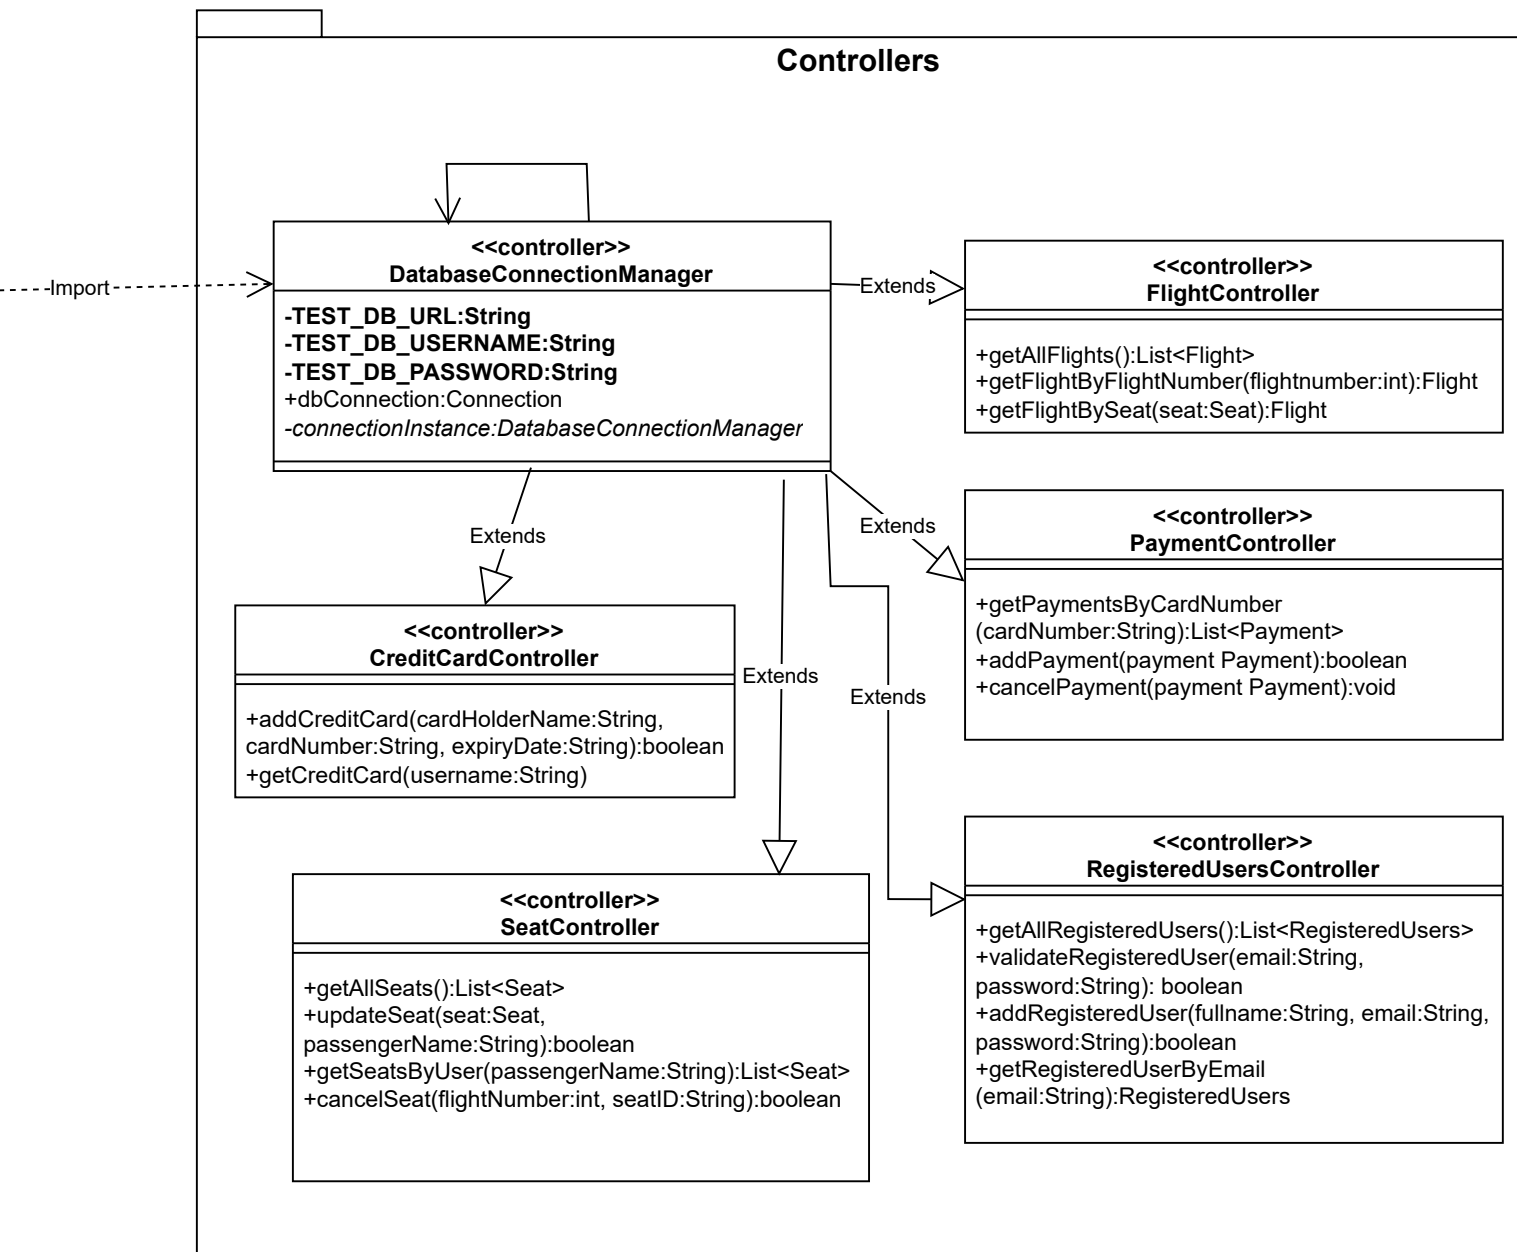 Controllers
Import
<<controller>>
DatabaseConnectionManager
-TEST_DB_URL:String
-TEST_DB_USERNAME:String
-TEST_DB_PASSWORD:String
+dbConnection:Connection
-connectionInstance:DatabaseConnectionManager
Extends
<<controller>>
FlightController
+getAllFlights():List<Flight>
+getFlightByFlightNumber(flightnumber:int):Flight
+getFlightBySeat(seat:Seat):Flight
Extends
<<controller>>
PaymentController
+getPaymentsByCardNumber
(cardNumber:String):List<Payment>
+addPayment(payment Payment):boolean
+cancelPayment(payment Payment):void
Extends
<<controller>>
CreditCardController
+addCreditCard(cardHolderName:String,
cardNumber:String, expiryDate:String):boolean
+getCreditCard(username:String)
Extends
Extends
<<controller>>
RegisteredUsersController
+getAllRegisteredUsers():List<RegisteredUsers>
+validateRegisteredUser(email:String,
password:String): boolean
+addRegisteredUser(fullname:String, email:String,
password:String):boolean
+getRegisteredUserByEmail
(email:String):RegisteredUsers
<<controller>>
SeatController
+getAllSeats():List<Seat>
+updateSeat(seat:Seat,
passengerName:String):boolean
+getSeatsByUser(passengerName:String):List<Seat>
+cancelSeat(flightNumber:int, seatID:String):boolean